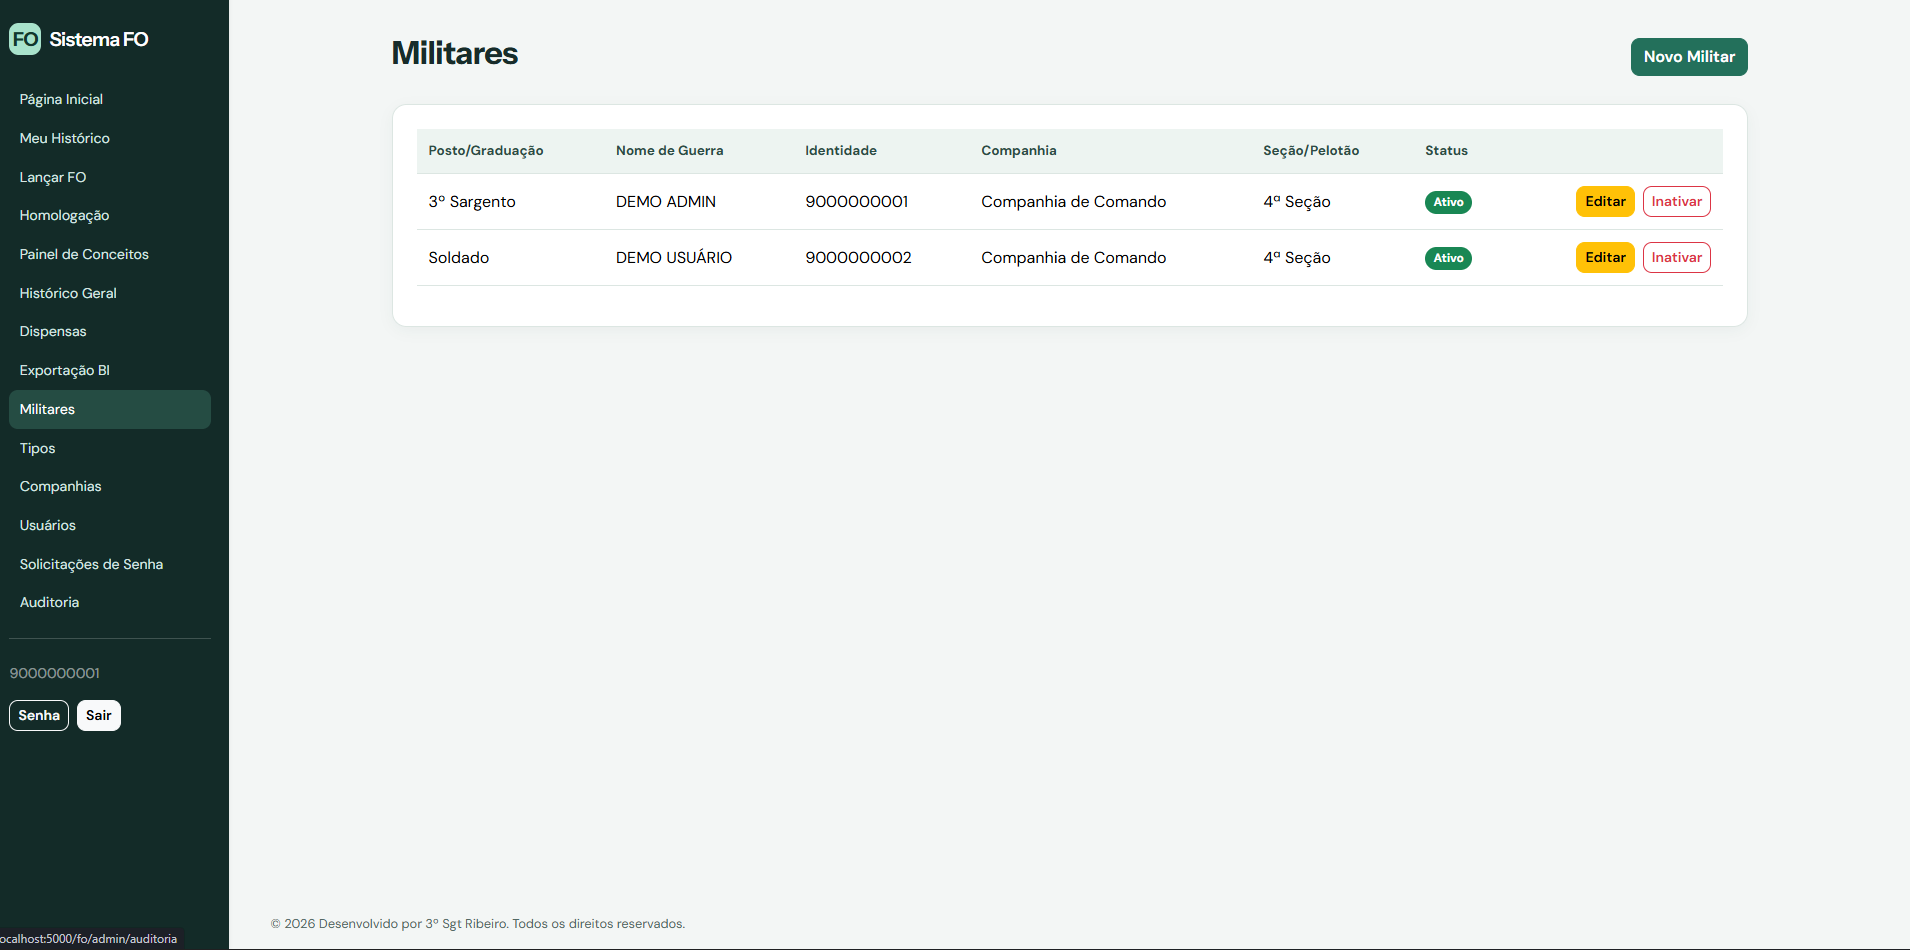 FO Sistema FO
Página Inicial
Meu Histórico
Lançar FO
Homologação
Painel de Conceitos
Histórico Geral
Dispensas
Exportação BI
Militares
Tipos
Companhias
Usuários
Solicitações de Senha
Auditoria
9000000001
Senha Sair
Militares
Novo Militar
Posto/Graduação Nome de Guerra Identidade Companhia Seção/Pelotão Status
3º Sargento DEMO ADMIN 9000000001 Companhia de Comando 4ª Seção Ativo Editar Inativar
Soldado DEMO USUÁRIO 9000000002 Companhia de Comando 4ª Seção Ativo Editar Inativar
© 2026 Desenvolvido por 3º Sgt Ribeiro. Todos os direitos reservados.
ocalhost:5000/fo/admin/auditoria